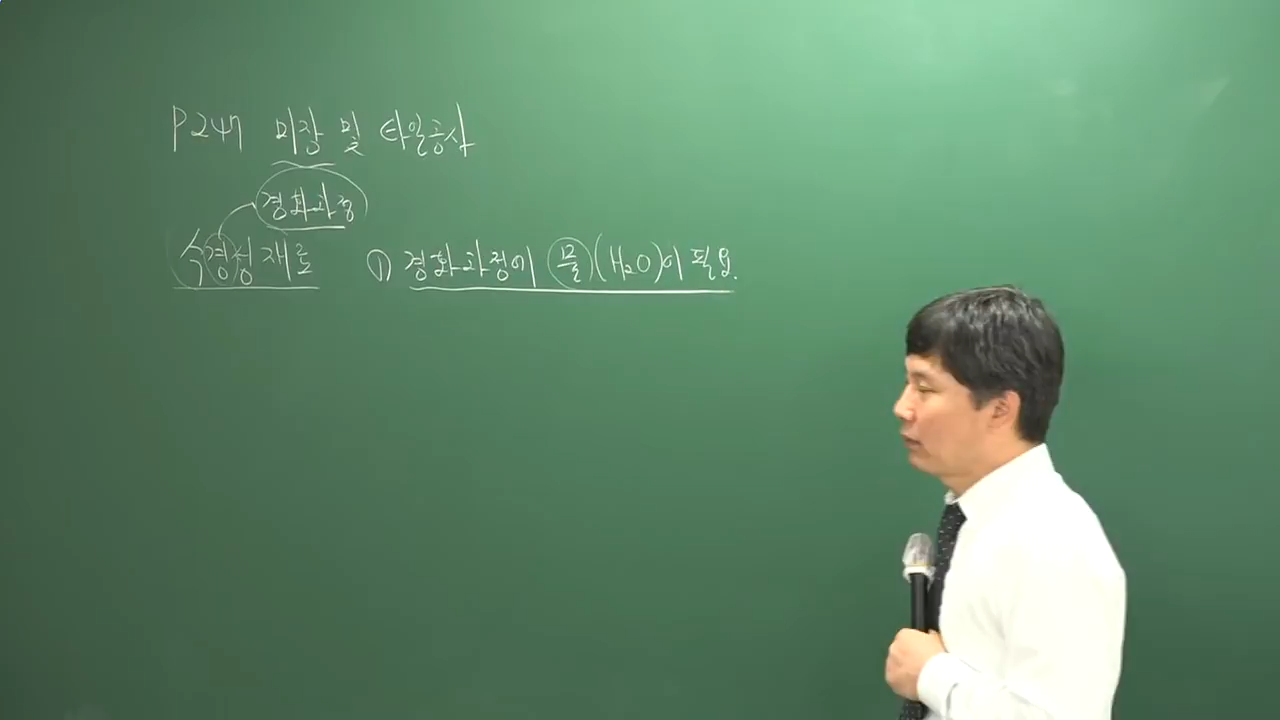 P247 미장 및 타일공사
경화과정
수경성 재료 ① 경화과정에 물(H₂O)이 필요.